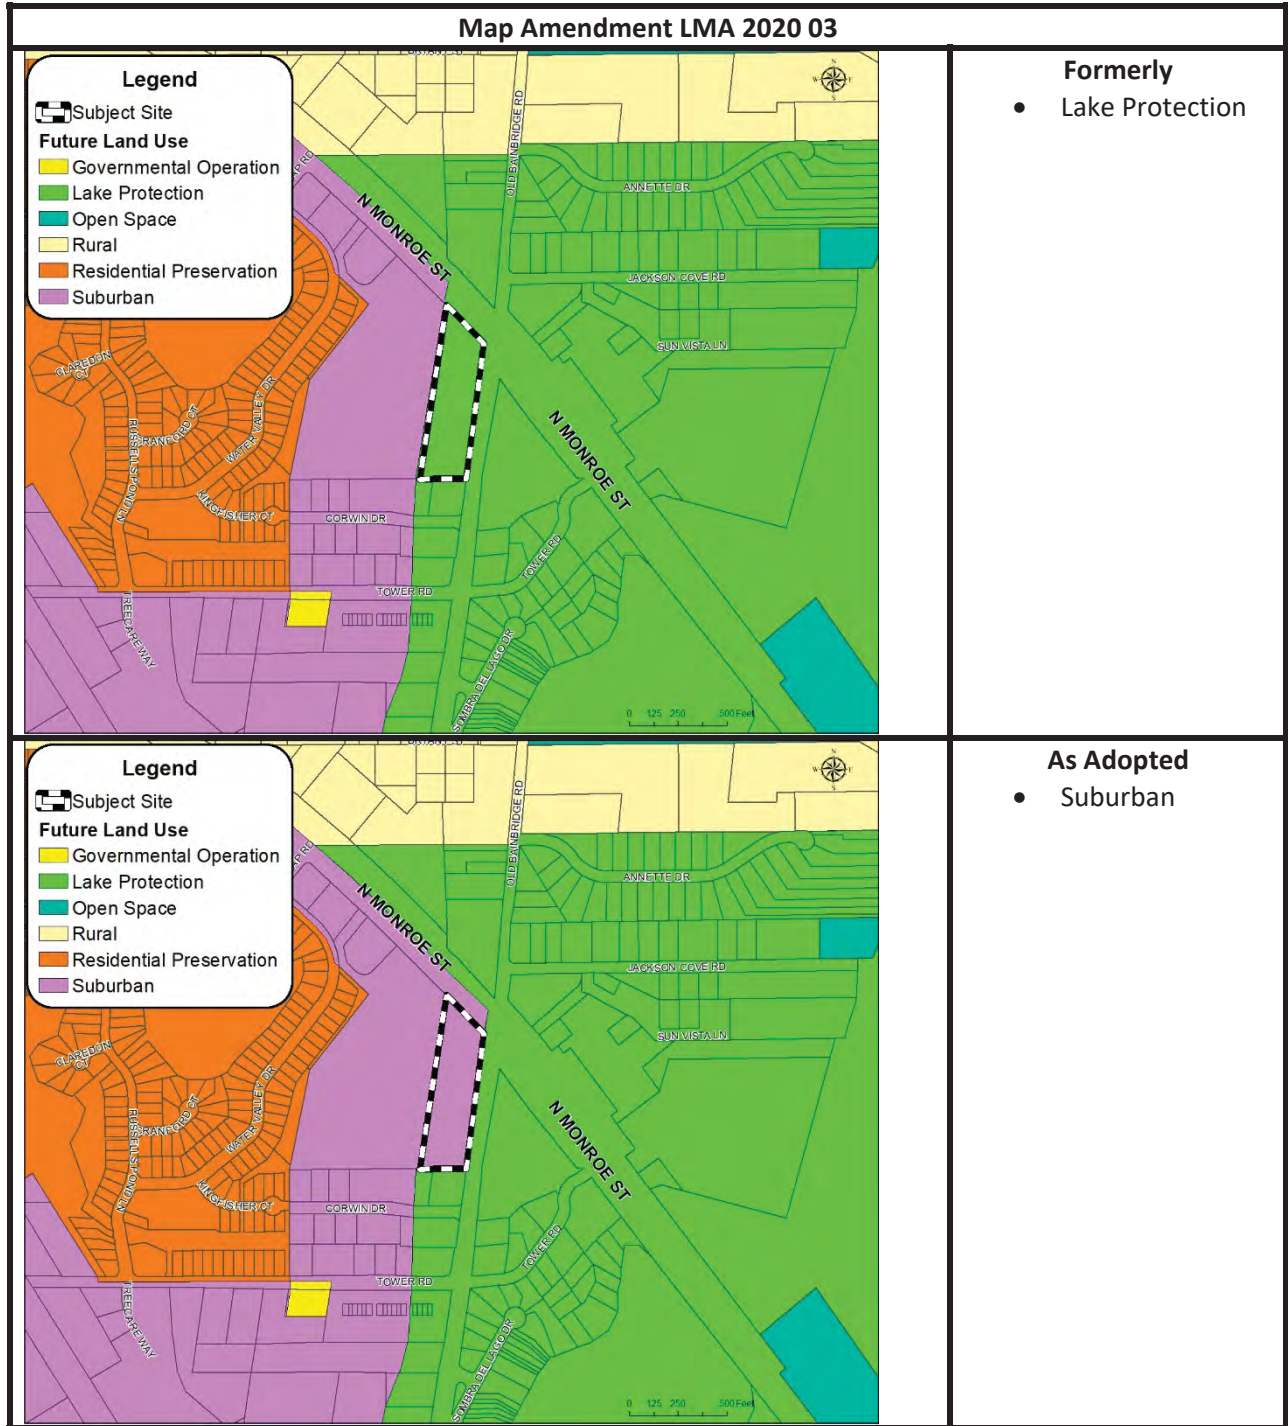 Map Amendment LMA 2020 03
Legend
Subject Site
Future Land Use
Governmental Operation
Lake Protection
Open Space
Rural
Residential Preservation
Suburban
N
W E
S
OLD BAINBRIDGE RD
N MONROE ST
ANNETTE DR
JACKSON COVE RD
SUN VISTA LN
CLAREDON CT
CRANFORD CT
WATER VALLEY DR
RUSSELLS POND LN
KINGFISHER CT
CORWIN DR
N MONROE ST
TOWER RD
TOWER RD
TREECARE WAY
SOMBRA DEL LAGO DR
0 125 250 500 Feet
Formerly
• Lake Protection
Legend
Subject Site
Future Land Use
Governmental Operation
Lake Protection
Open Space
Rural
Residential Preservation
Suburban
N
W E
S
OLD BAINBRIDGE RD
N MONROE ST
ANNETTE DR
JACKSON COVE RD
SUN VISTA LN
CLAREDON CT
CRANFORD CT
WATER VALLEY DR
RUSSELLS POND LN
KINGFISHER CT
CORWIN DR
N MONROE ST
TOWER RD
TOWER RD
TREECARE WAY
SOMBRA DEL LAGO DR
0 125 250 500 Feet
As Adopted
• Suburban